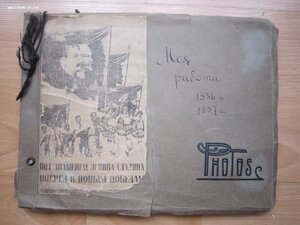 Моя
работа
1936 г.
1937 г.
PHOTOS
ПОД ЗНАМЕНЕМ ЛЕНИНА-СТАЛИНА
ВПЕРЕД К НОВЫМ ПОБЕДАМ!